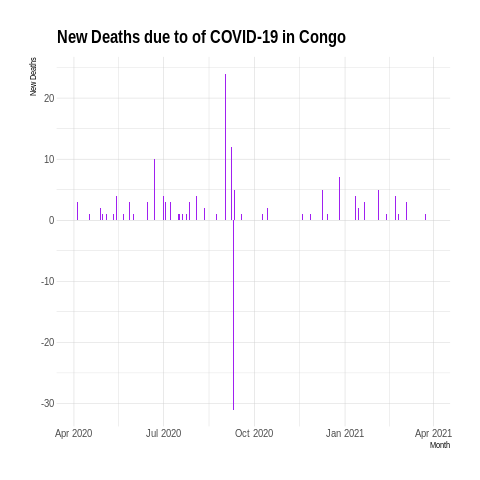 New Deaths due to of COVID-19 in Congo
New Deaths
20
10
0
-10
-20
-30
Apr 2020 Jul 2020 Oct 2020 Jan 2021 Apr 2021
Month